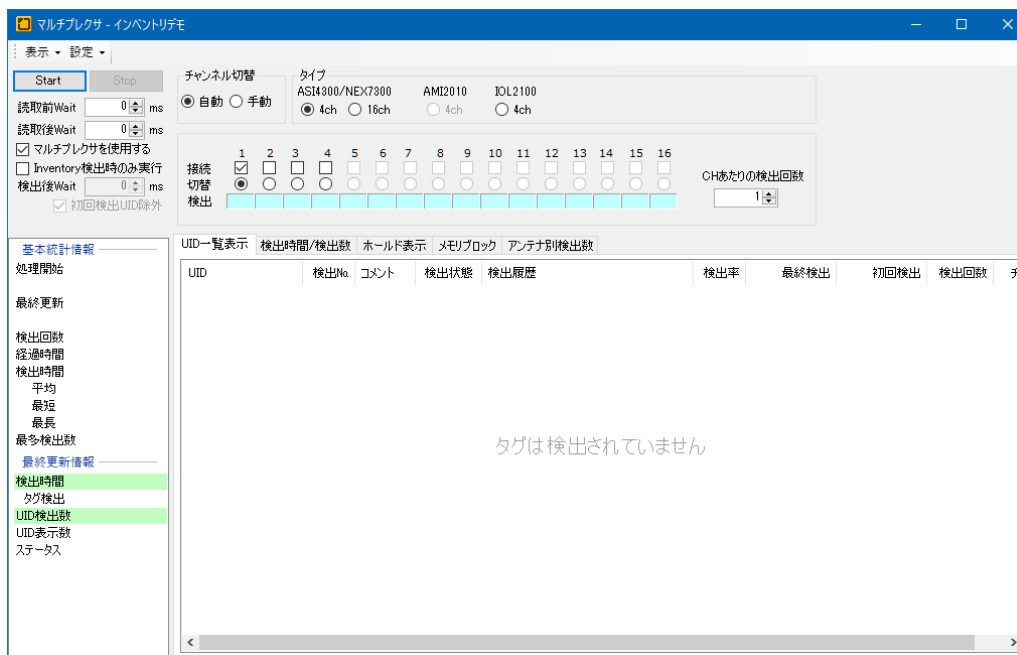 マルチプレクサ - インベントリデモ
表示 設定
Start Stop
読取前Wait 0 ms
読取後Wait 0 ms
マルチプレクサを使用する
Inventory検出時のみ実行
検出後Wait 0 ms
初回検出UID除外
チャンネル切替
自動 手動
タイプ
ASI4300/NEX7300 AMI2010 IOL2100
4ch 16ch 4ch 4ch
1 2 3 4 5 6 7 8 9 10 11 12 13 14 15 16
接続
切替
検出
CHあたりの検出回数
1
基本統計情報
処理開始
最終更新
検出回数
経過時間
検出時間
平均
最短
最長
最多検出数
最終更新情報
検出時間
タグ検出
UID検出数
UID表示数
ステータス
UID一覧表示 検出時間/検出数 ホールド表示 メモリブロック アンテナ別検出数
UID 検出No. コメント 検出状態 検出履歴 検出率 最終検出 初回検出 検出回数 チ
タグは検出されていません